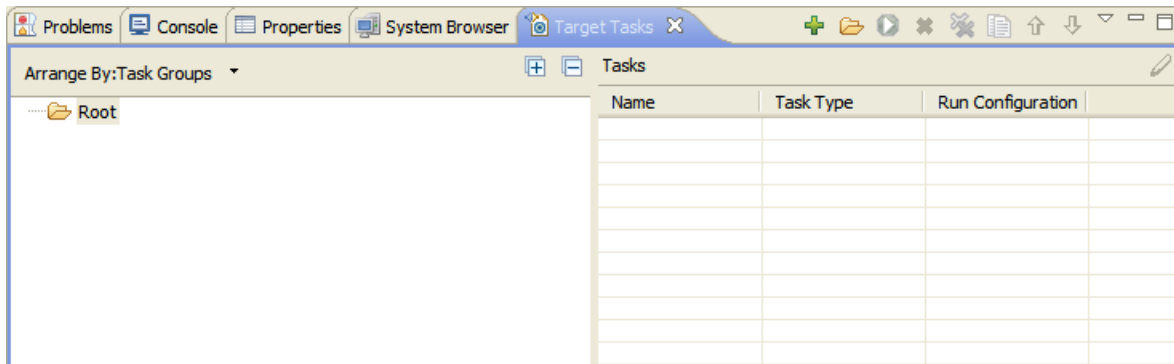 Problems Console Properties System Browser Target Tasks
Arrange By:Task Groups
Tasks
Root
Name Task Type Run Configuration